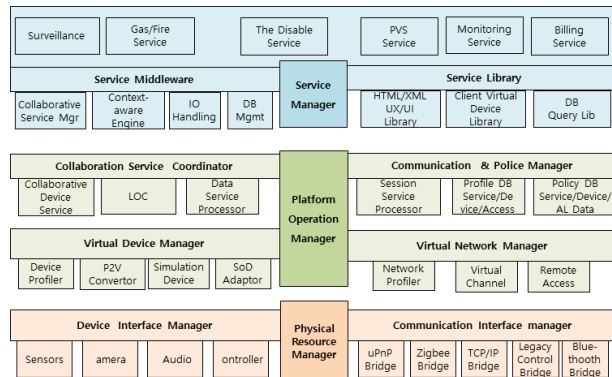 Surveillance
Gas/Fire
Service
The Disable
Service
PVS
Service
Monitoring
Service
Billing
Service
Service Middleware
Service
Manager
Service Library
Collaborative
Service Mgr
Context-
aware
Engine
IO
Handling
DB
Mgmt
HTML/XML
UX/UI
Library
Client Virtual
Device
Library
DB
Query Lib
Collaboration Service Coordinator
Platform
Operation
Manager
Communication & Police Manager
Collaborative
Device
Service
LOC
Data
Service
Processor
Session
Service
Processor
Profile DB
Service/De
vice/Access
Policy DB
Service/Device/
AL Data
Virtual Device Manager
Virtual Network Manager
Device
Profiler
P2V
Convertor
Simulation
Device
SoD
Adaptor
Network
Profiler
Virtual
Channel
Remote
Access
Device Interface Manager
Physical
Resource
Manager
Communication Interface manager
Sensors
amera
Audio
ontroller
uPnP
Bridge
Zigbee
Bridge
TCP/IP
Bridge
Legacy
Control
Bridge
Blue-
thooth
Bridge